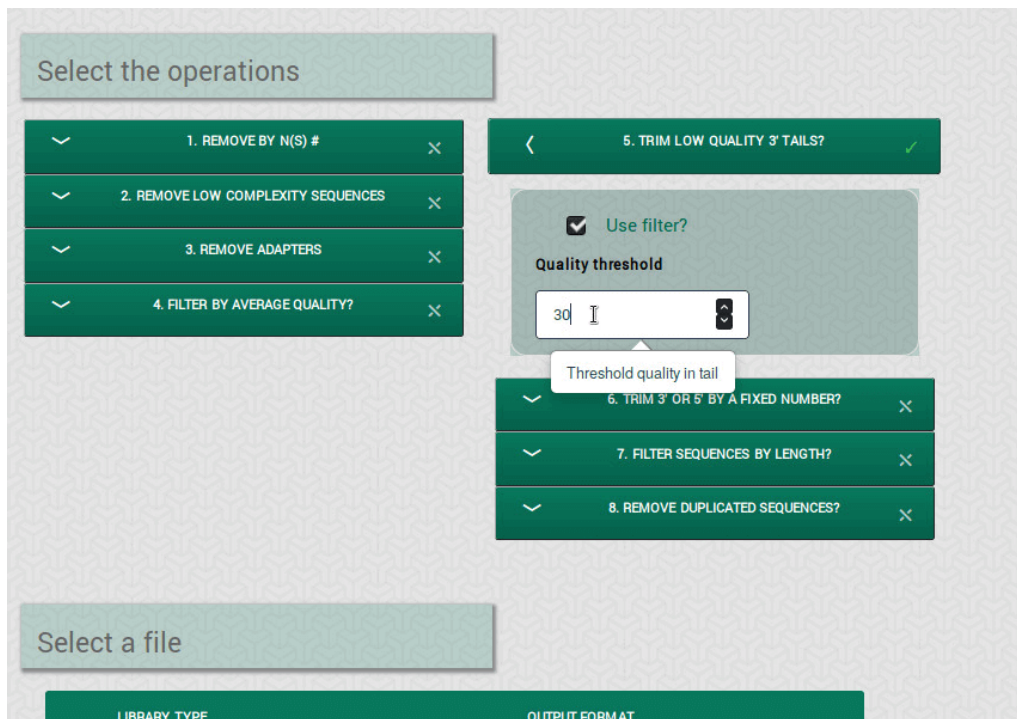 Select the operations
1. REMOVE BY N(S) #
2. REMOVE LOW COMPLEXITY SEQUENCES
3. REMOVE ADAPTERS
4. FILTER BY AVERAGE QUALITY?
5. TRIM LOW QUALITY 3' TAILS?
Use filter?
Quality threshold
30
Threshold quality in tail
6. TRIM 3' OR 5' BY A FIXED NUMBER?
7. FILTER SEQUENCES BY LENGTH?
8. REMOVE DUPLICATED SEQUENCES?
Select a file
LIBRARY TYPE
OUTPUT FORMAT